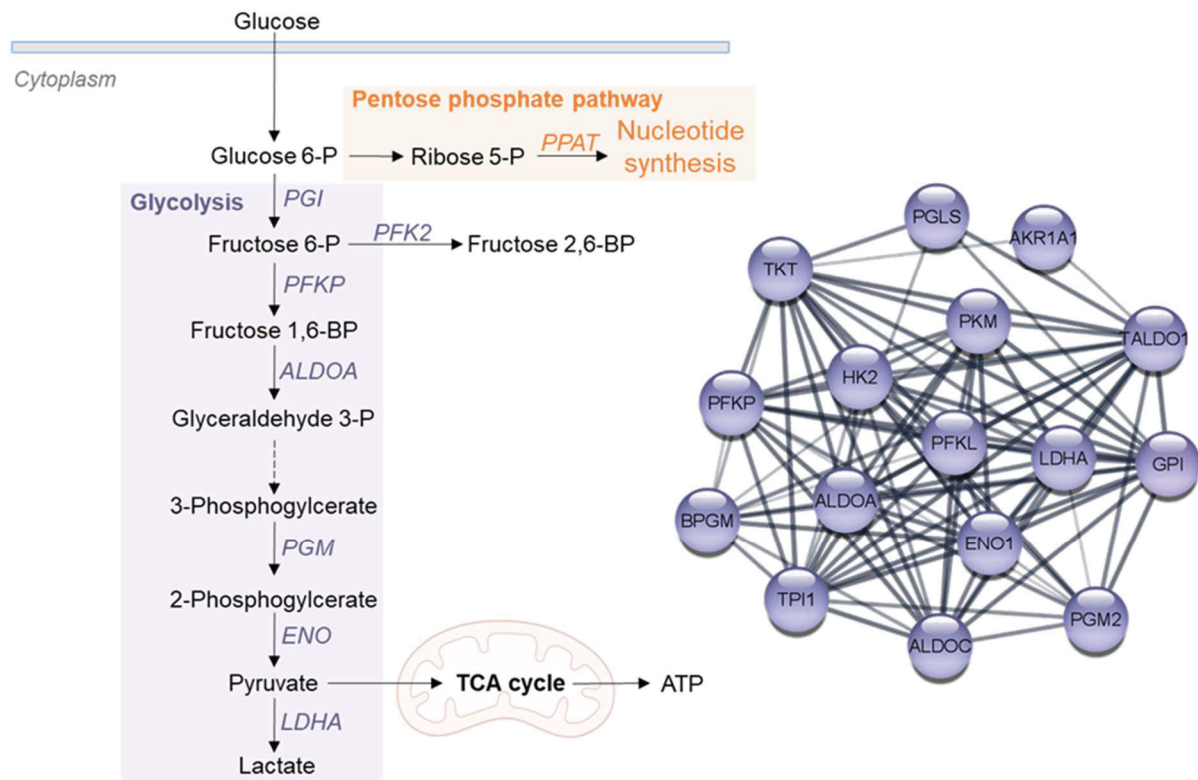 Glucose
Cytoplasm
Pentose phosphate pathway
Glucose 6-P
Ribose 5-P
PPAT
Nucleotide
synthesis
Glycolysis
PGI
Fructose 6-P
PFK2
Fructose 2,6-BP
PFKP
Fructose 1,6-BP
ALDOA
Glyceraldehyde 3-P
3-Phosphogylcerate
PGM
2-Phosphogylcerate
ENO
Pyruvate
TCA cycle
ATP
LDHA
Lactate
PGLS
AKR1A1
TKT
PKM
TALDO1
HK2
PFKP
PFKL
LDHA
GPI
ALDOA
BPGM
ENO1
TPI1
PGM2
ALDOC